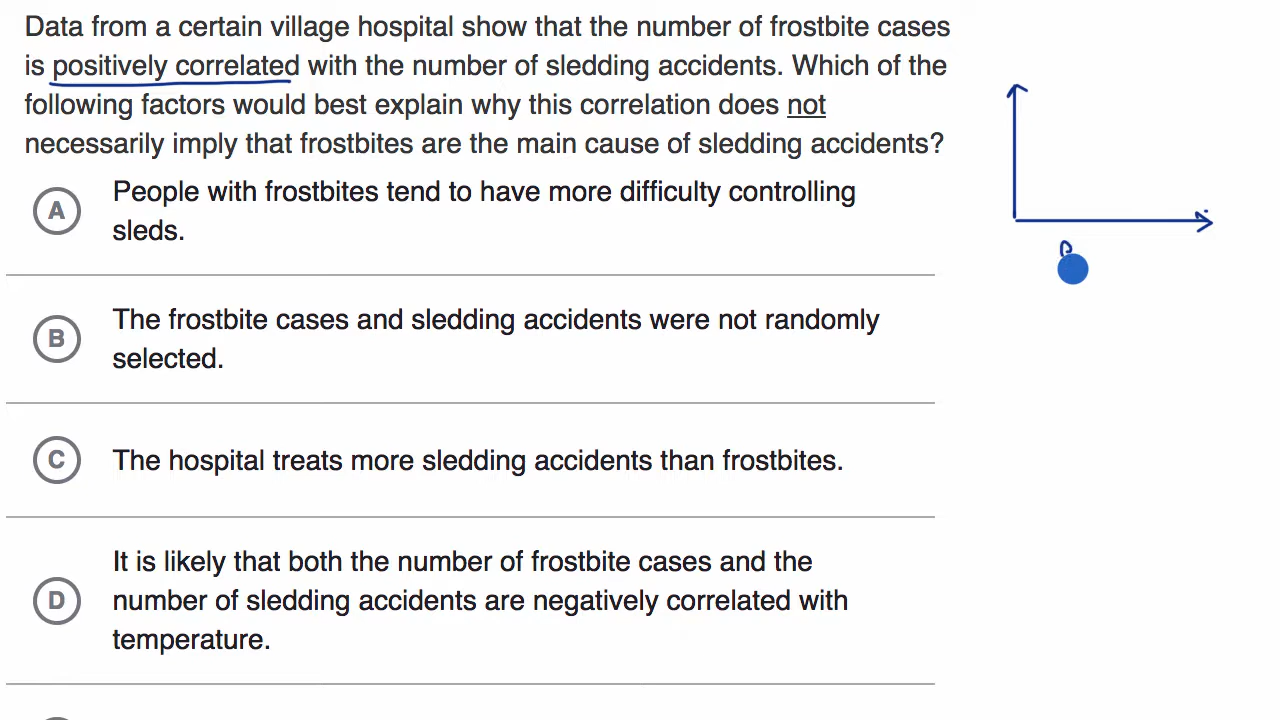 Data from a certain village hospital show that the number of frostbite cases
is positively correlated with the number of sledding accidents. Which of the
following factors would best explain why this correlation does not
necessarily imply that frostbites are the main cause of sledding accidents?
A People with frostbites tend to have more difficulty controlling
sleds.
B The frostbite cases and sledding accidents were not randomly
selected.
C The hospital treats more sledding accidents than frostbites.
D It is likely that both the number of frostbite cases and the
number of sledding accidents are negatively correlated with
temperature.